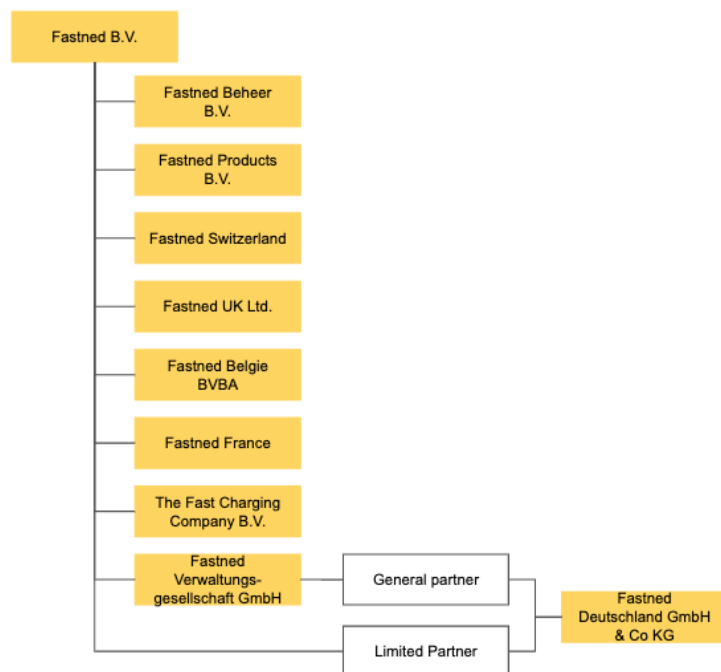 Fastned B.V.
Fastned Beheer
B.V.
Fastned Products
B.V.
Fastned Switzerland
Fastned UK Ltd.
Fastned Belgie
BVBA
Fastned France
The Fast Charging
Company B.V.
Fastned
Verwaltungs-
gesellschaft GmbH
General partner
Limited Partner
Fastned
Deutschland GmbH
& Co KG